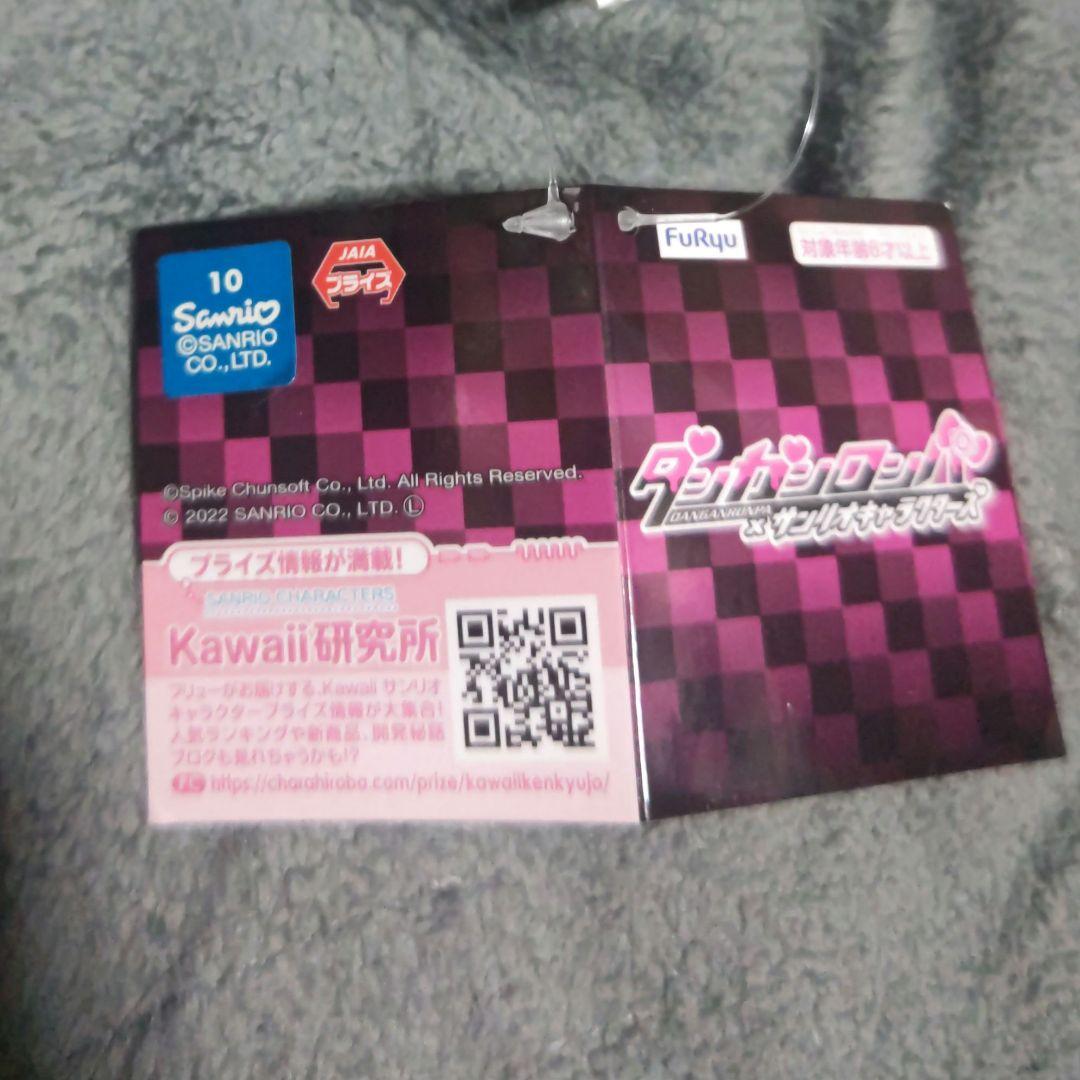 10
Sanrio
©SANRIO
CO.,LTD.
JAIA
プライズ
©Spike Chunsoft Co., Ltd. All Rights Reserved.
© 2022 SANRIO CO., LTD. Ⓛ
プライズ情報が満載!
SANRIO CHARACTERS
Kawaii研究所
フリューがお届けする、Kawaii サンリオ
キャラクタープライズ情報が大集合!
人気ランキングや新商品、開発秘話
ブログも見れちゃうかも!?
PC https://charahiroba.com/prize/kawaiikenkyujo/
FuRyu
対象年齢6才以上
ダンガンロンパ
DANGANRONPA
×サンリオキャラクターズ